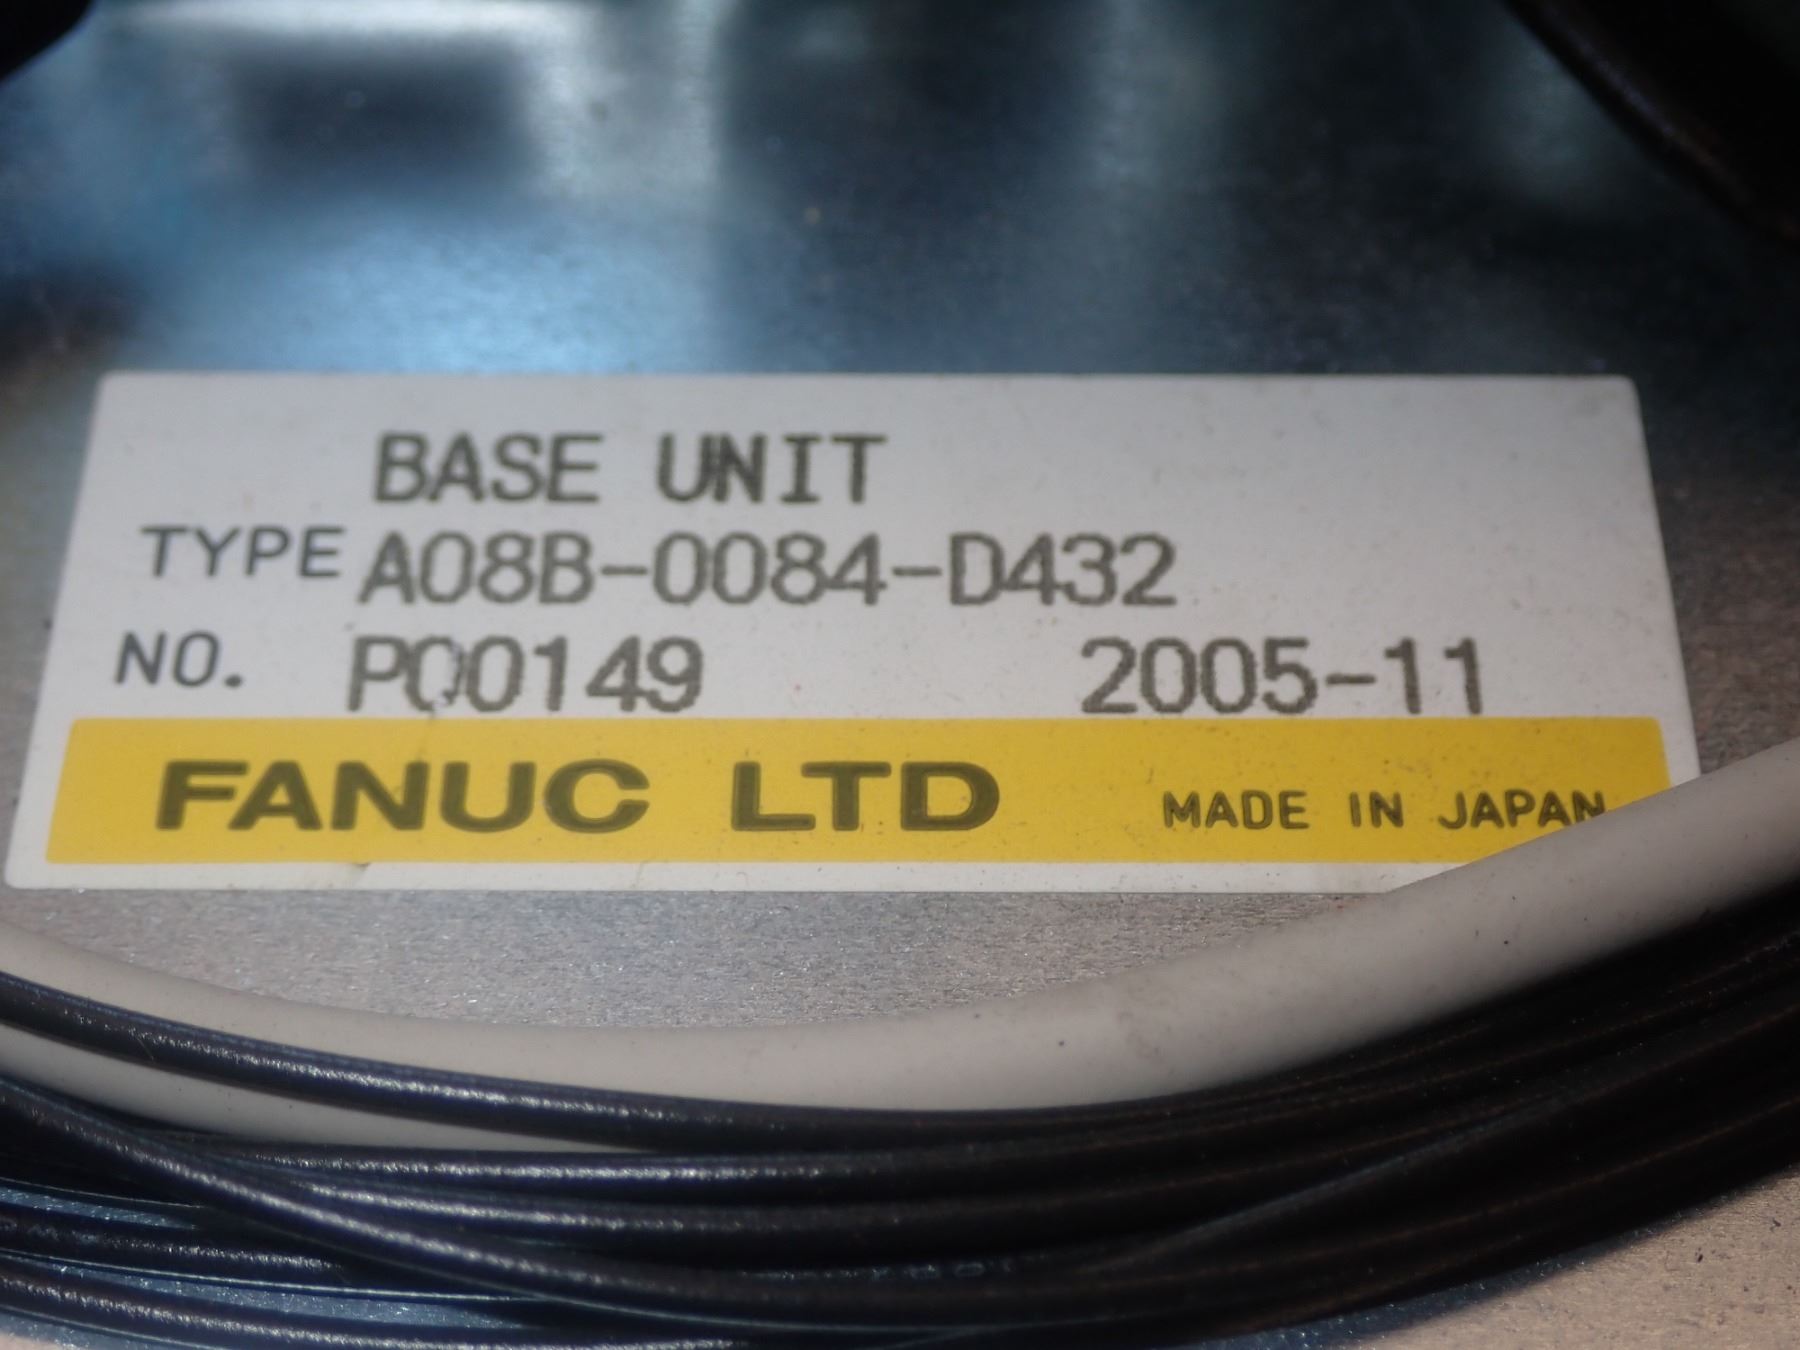 BASE UNIT
TYPE A08B-0084-D432
NO. P00149 2005-11
FANUC LTD MADE IN JAPAN